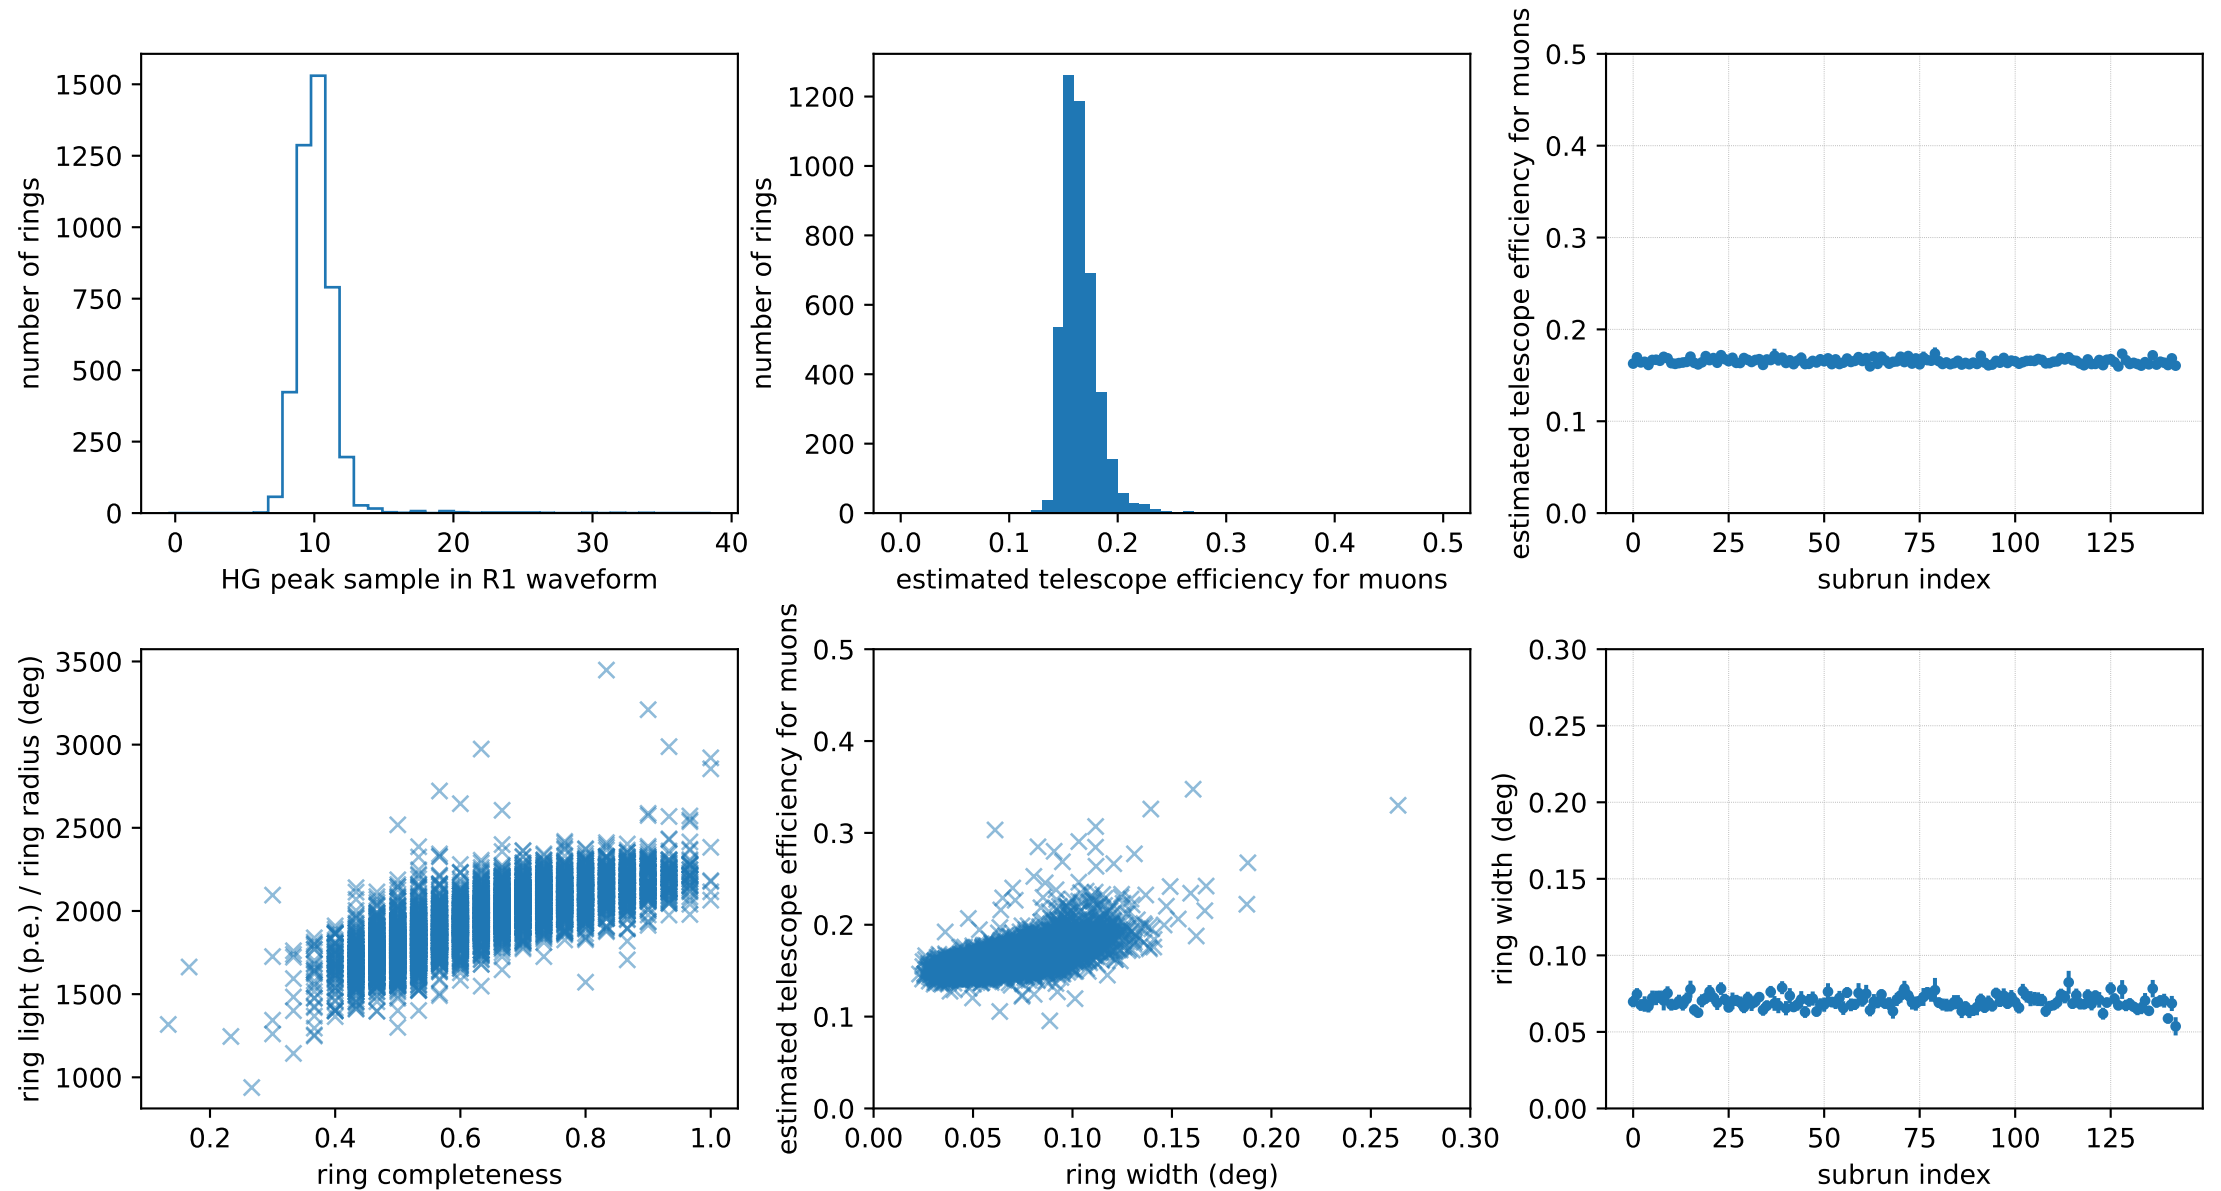 1500
1250
1000
750
500
250
0
number of rings
0 10 20 30 40
HG peak sample in R1 waveform
1200
1000
800
600
400
200
0
number of rings
0.0 0.1 0.2 0.3 0.4 0.5
estimated telescope efficiency for muons
0.5
0.4
0.3
0.2
0.1
0.0
estimated telescope efficiency for muons
0 25 50 75 100 125
subrun index
3500
3000
2500
2000
1500
1000
ring light (p.e.) / ring radius (deg)
0.2 0.4 0.6 0.8 1.0
ring completeness
0.5
0.4
0.3
0.2
0.1
0.0
estimated telescope efficiency for muons
0.00 0.05 0.10 0.15 0.20 0.25 0.30
ring width (deg)
0.30
0.25
0.20
0.15
0.10
0.05
0.00
ring width (deg)
0 25 50 75 100 125
subrun index